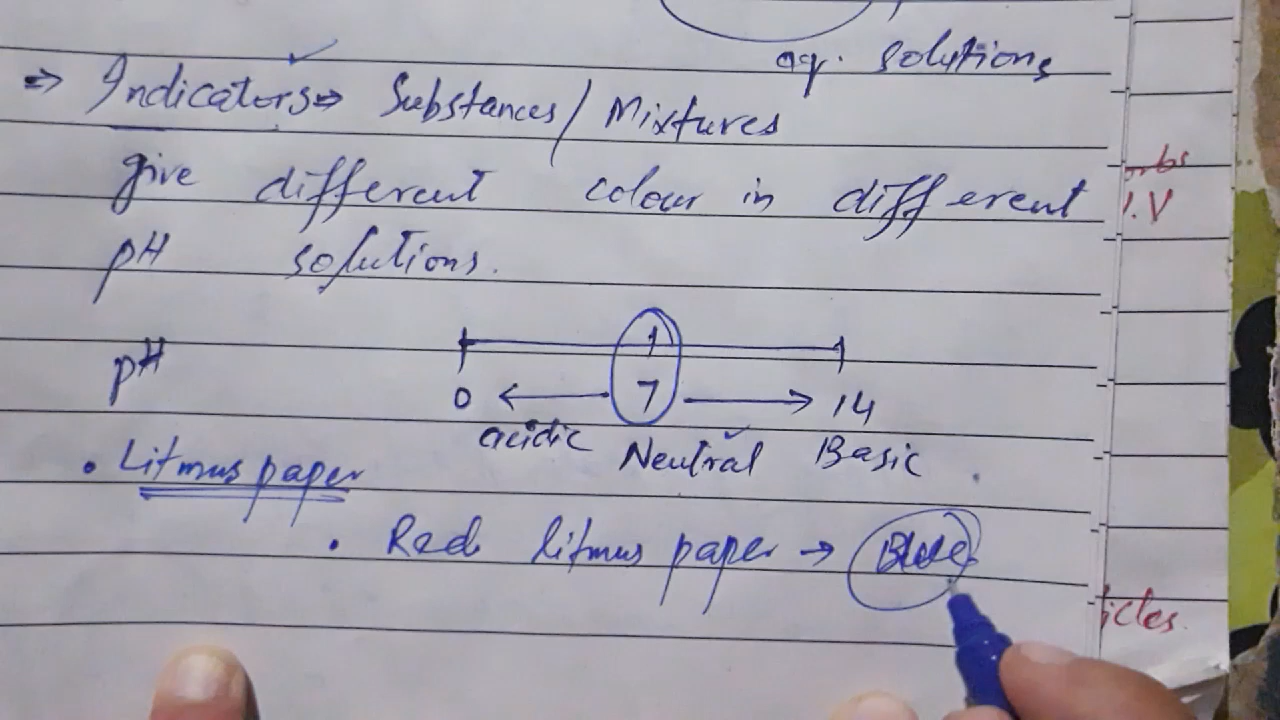 aq. solutions
⇒ Indicators ⇒ Substances / Mixtures
give different colour in different
pH solutions.
pH
0 ← 7 → 14
acidic Neutral Basic
• Litmus paper
• Red litmus paper → Blue
I.V
icles.